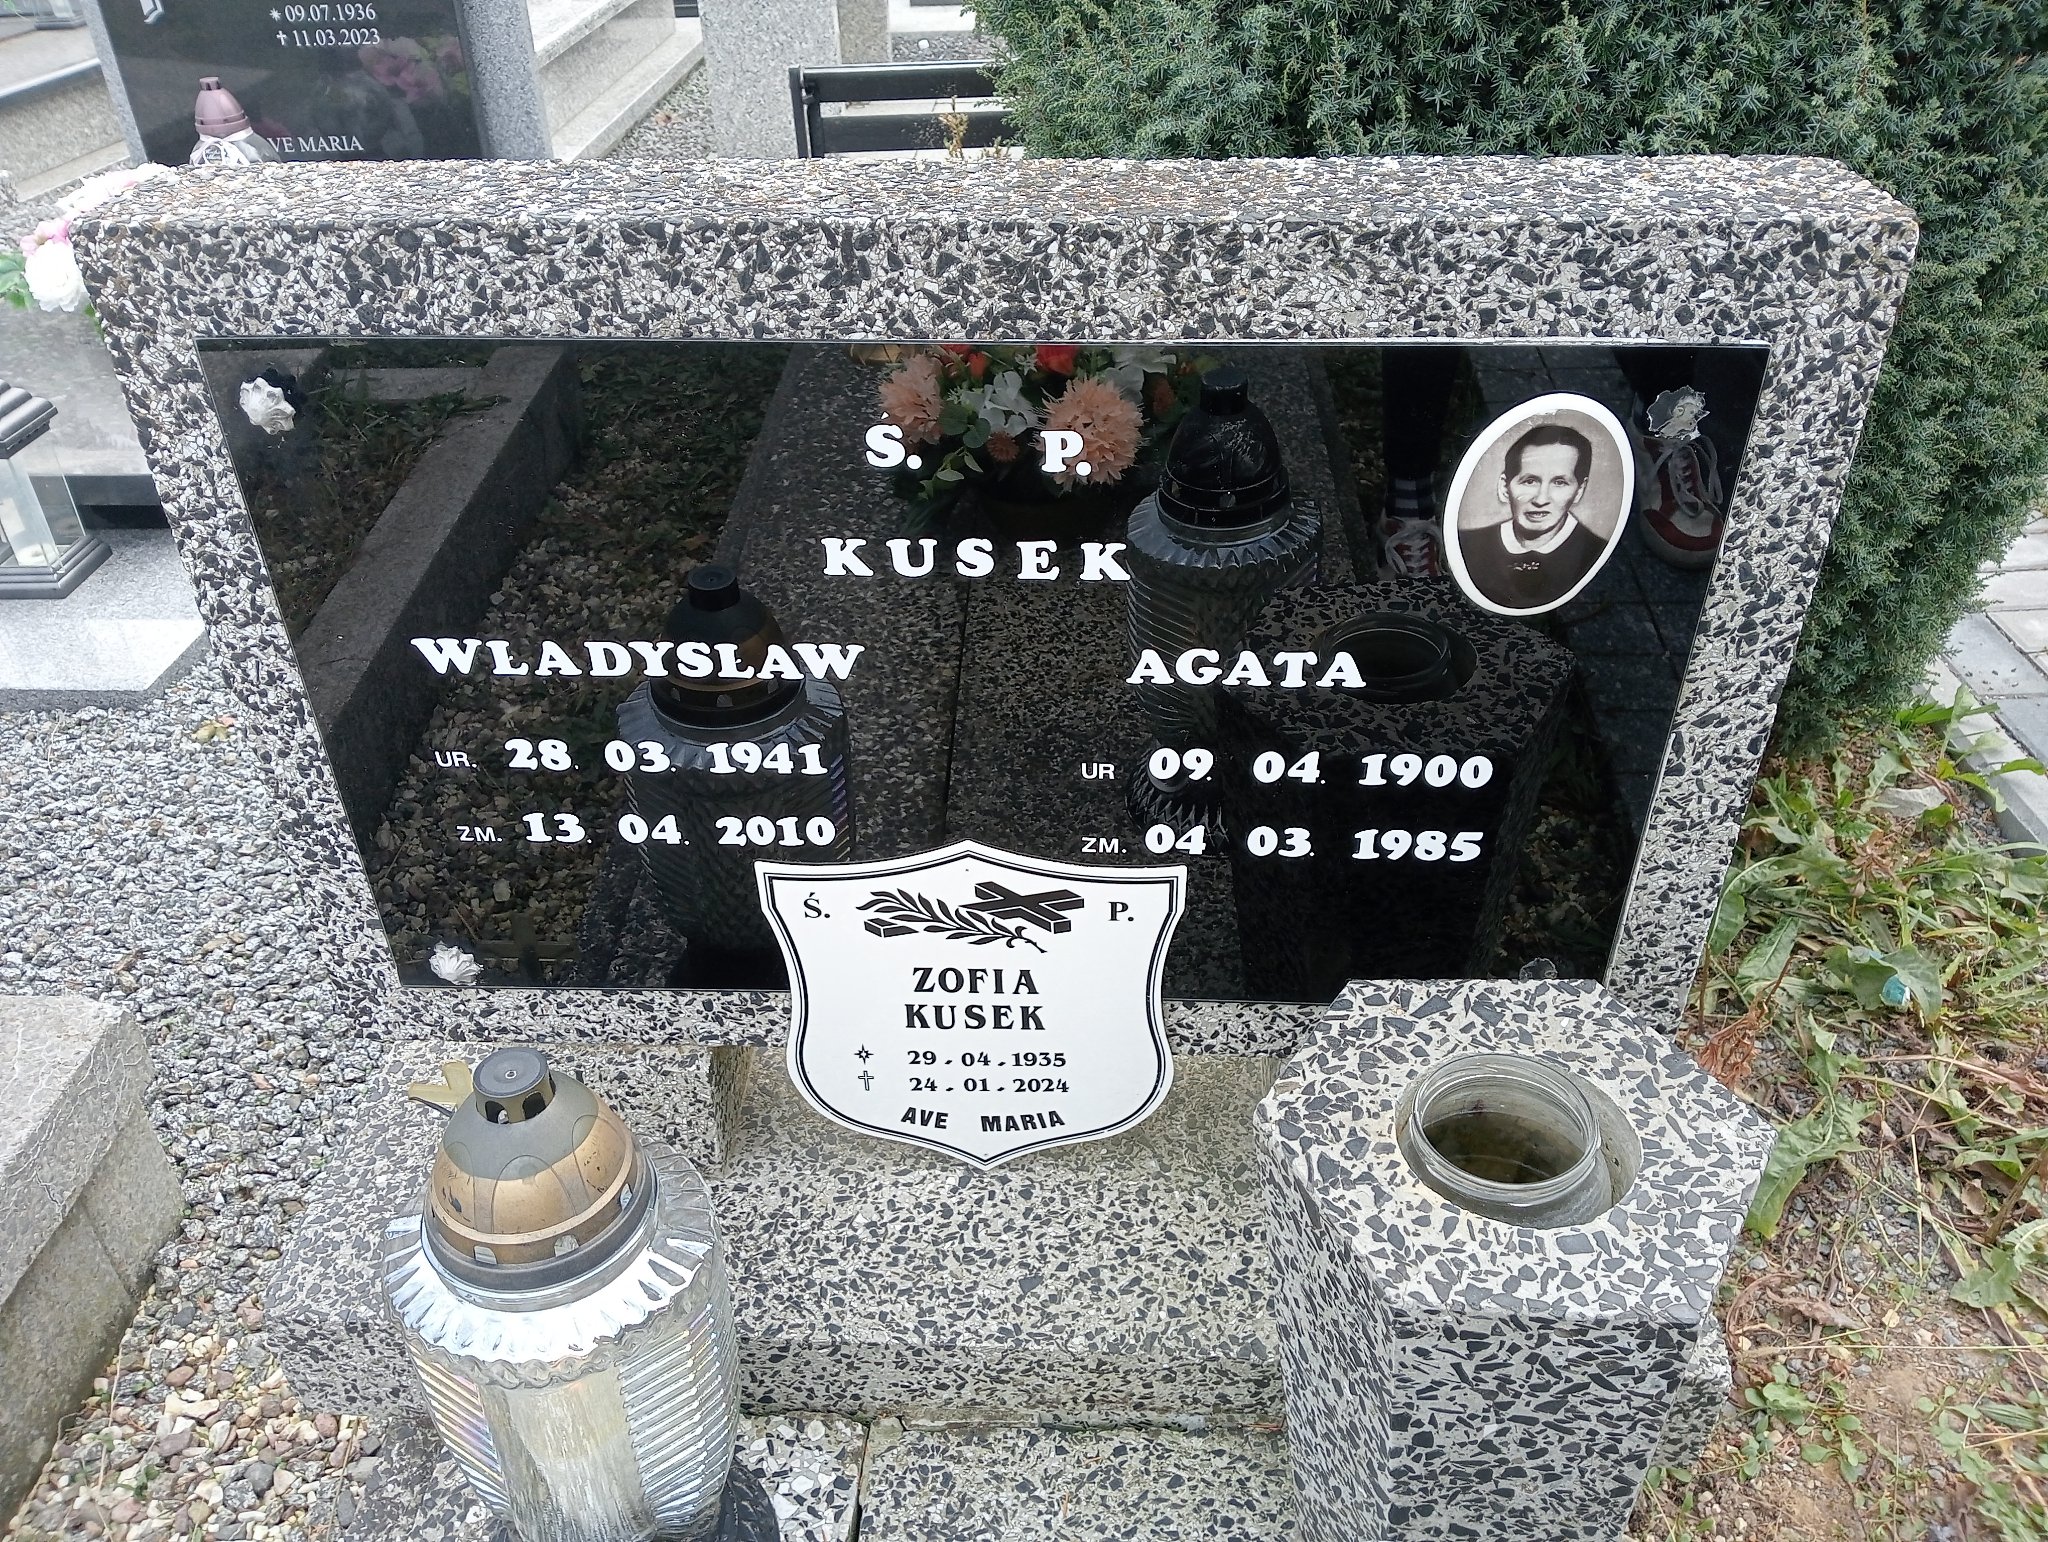 09.07.1936
† 11.03.2023
AVE MARIA
Ś. P.
KUSEK
WŁADYSŁAW
UR. 28. 03. 1941
ZM. 13. 04. 2010
AGATA
UR 09. 04. 1900
ZM. 04 03. 1985
Ś. P.
ZOFIA
KUSEK
29 - 04 - 1935
24 - 01 - 2024
AVE MARIA